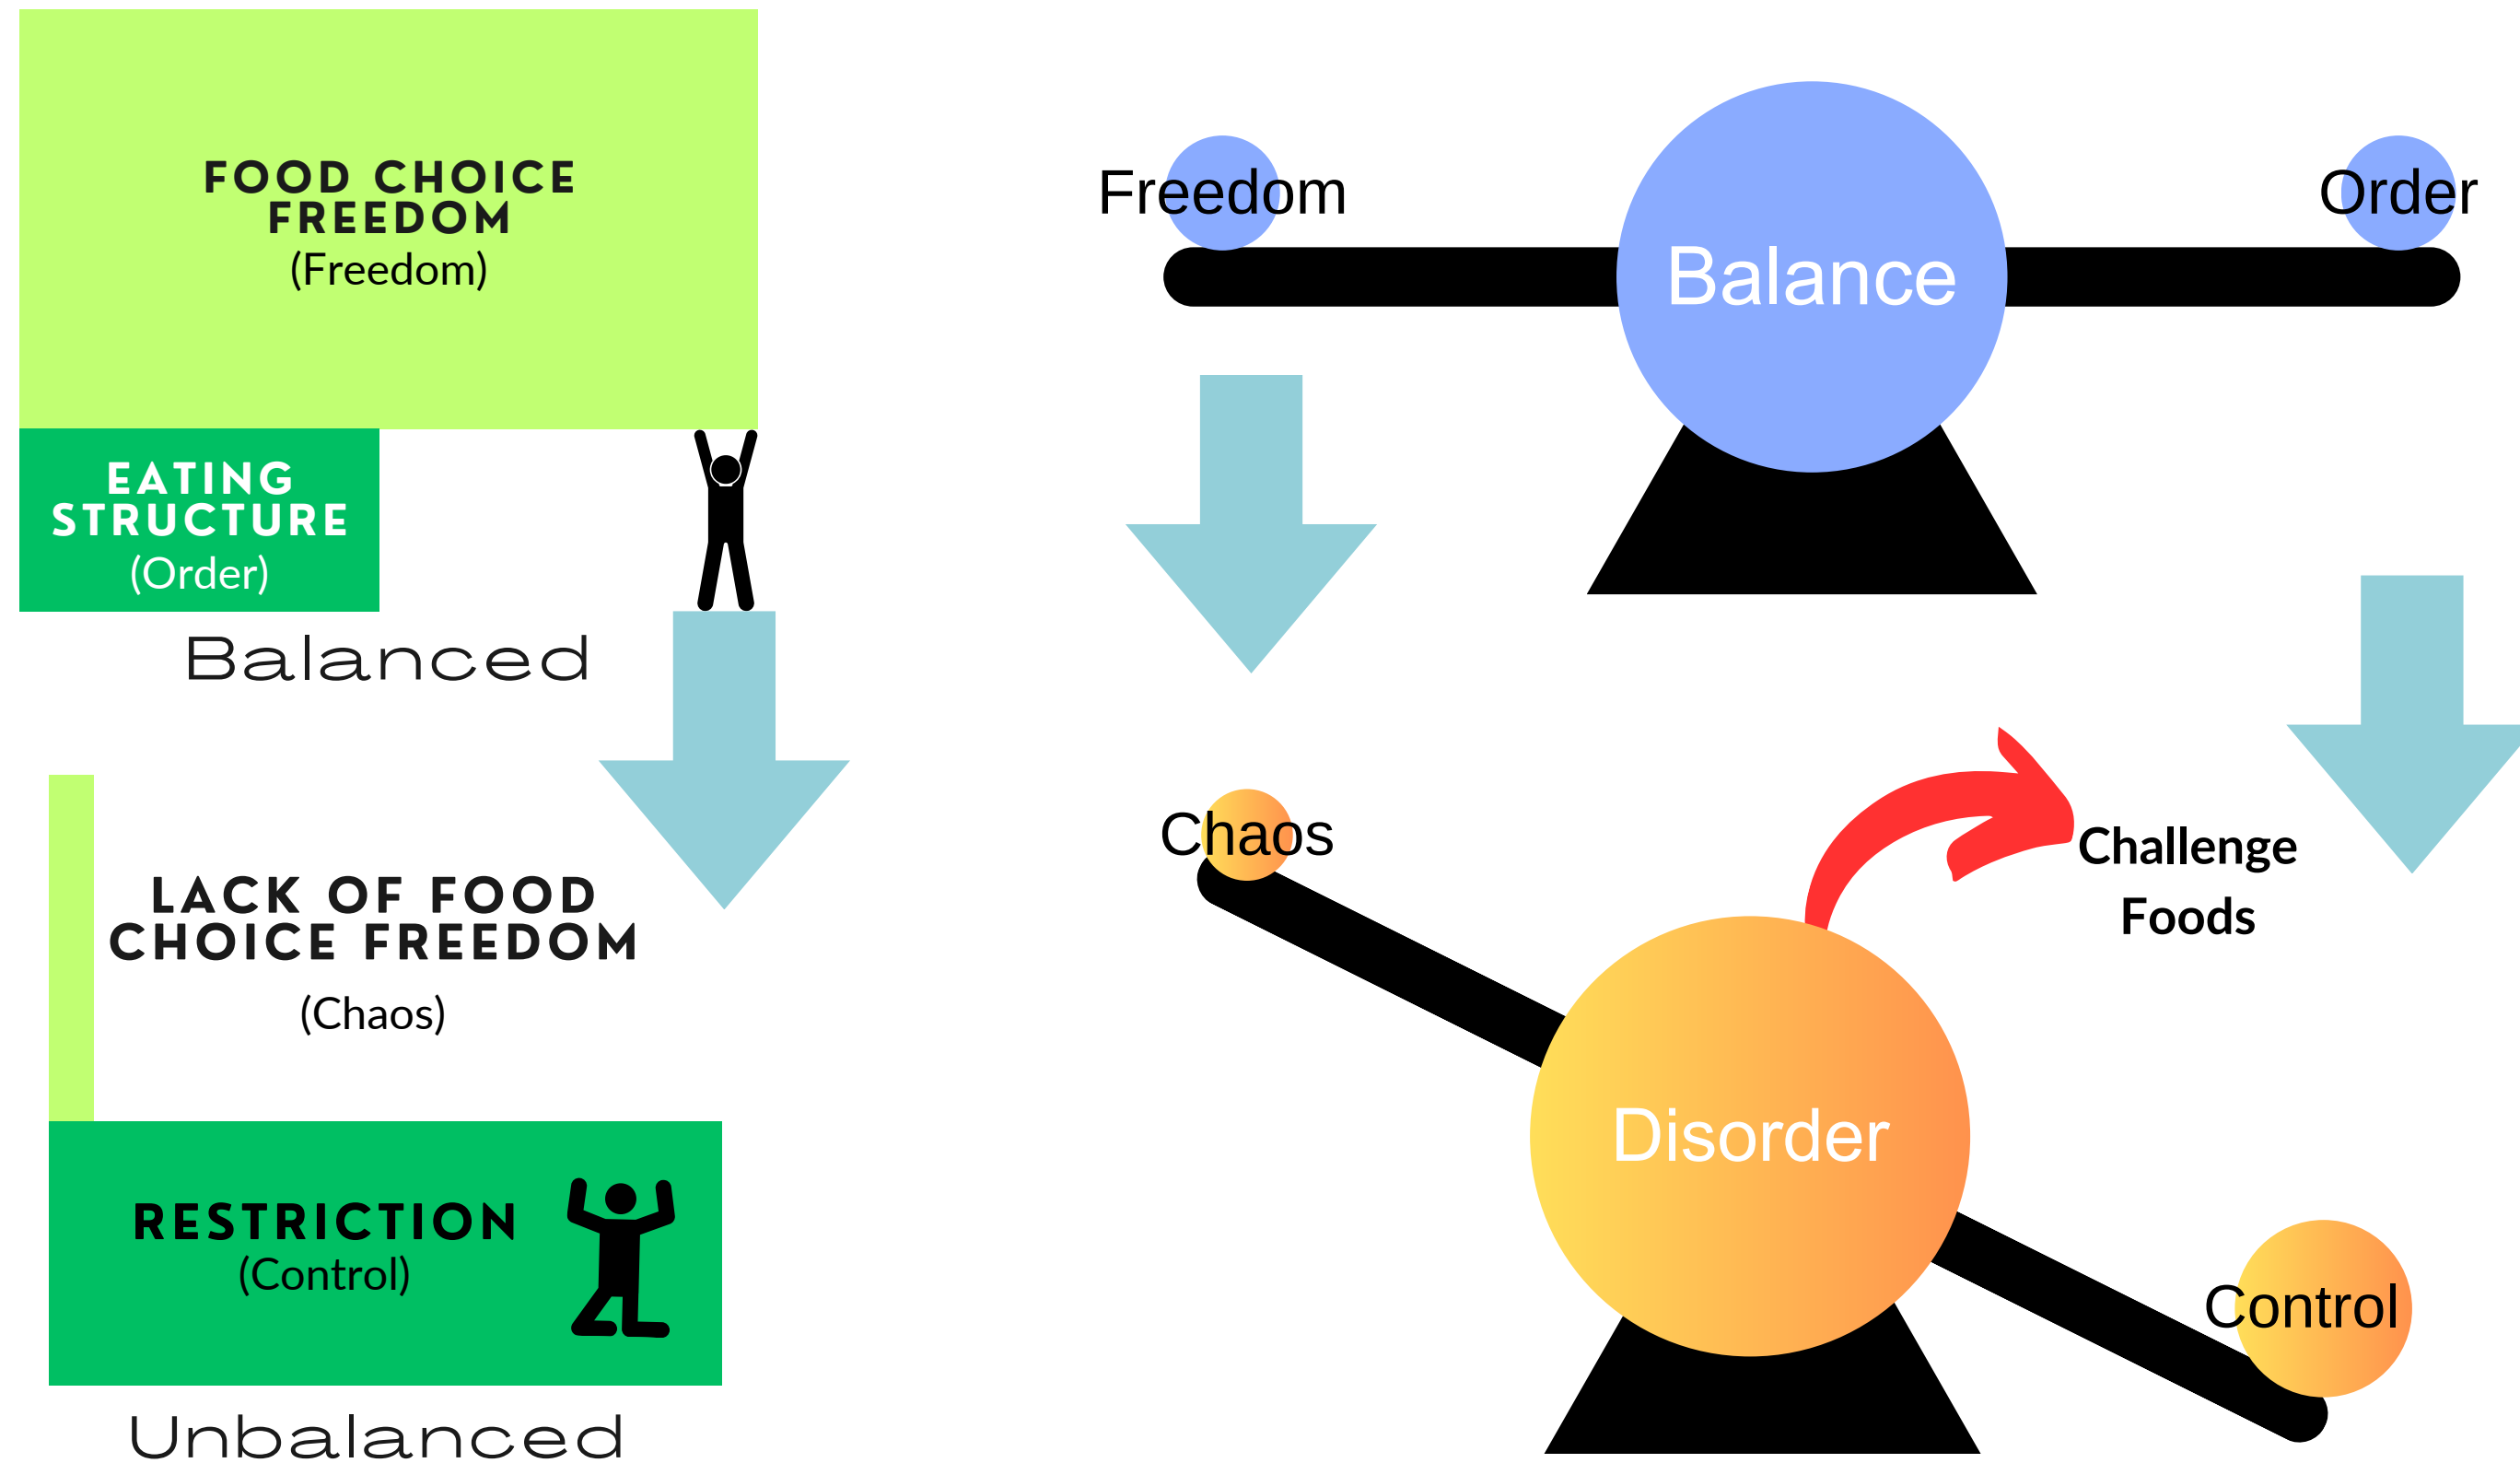 FOOD CHOICE
FREEDOM
(Freedom)
EATING
STRUCTURE
(Order)
Balanced
LACK OF FOOD
CHOICE FREEDOM
(Chaos)
RESTRICTION
(Control)
Unbalanced
Freedom
Balance
Order
Chaos
Challenge
Foods
Disorder
Control